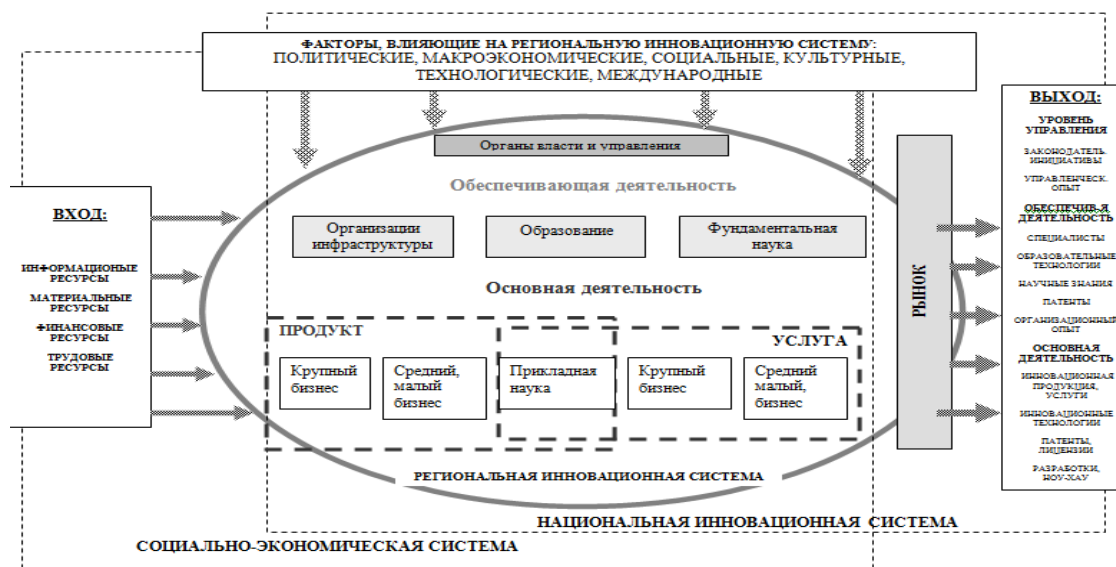 ФАКТОРЫ, ВЛИЯЮЩИЕ НА РЕГИОНАЛЬНУЮ ИННОВАЦИОННУЮ СИСТЕМУ:
ПОЛИТИЧЕСКИЕ, МАКРОЭКОНОМИЧЕСКИЕ, СОЦИАЛЬНЫЕ, КУЛЬТУРНЫЕ,
ТЕХНОЛОГИЧЕСКИЕ, МЕЖДУНАРОДНЫЕ
ВХОД:
ИНФОРМАЦИОНЫЕ
РЕСУРСЫ
МАТЕРИАЛЬНЫЕ
РЕСУРСЫ
ФИНАНСОВЫЕ
РЕСУРСЫ
ТРУДОВЫЕ
РЕСУРСЫ
Органы власти и управления
Обеспечивающая деятельность
Организации
инфраструктуры
Образование
Фундаментальная
наука
Основная деятельность
ПРОДУКТ
УСЛУГА
Крупный
бизнес
Средний,
малый
бизнес
Прикладная
наука
Крупный
бизнес
Средний
малый,
бизнес
РЕГИОНАЛЬНАЯ ИННОВАЦИОННАЯ СИСТЕМА
НАЦИОНАЛЬНАЯ ИННОВАЦИОННАЯ СИСТЕМА
СОЦИАЛЬНО-ЭКОНОМИЧЕСКАЯ СИСТЕМА
РЫНОК
ВЫХОД:
УРОВЕНЬ
УПРАВЛЕНИЯ
ЗАКОНОДАТЕЛЬ.
ИНИЦИАТИВЫ
УПРАВЛЕНЧЕСК.
ОПЫТ
ОБЕСПЕЧИВ-Я
ДЕЯТЕЛЬНОСТЬ
СПЕЦИАЛИСТЫ
ОБРАЗОВАТЕЛЬНЫЕ
ТЕХНОЛОГИИ
НАУЧНЫЕ ЗНАНИЯ
ПАТЕНТЫ
ОРГАНИЗАЦИОННЫЙ
ОПЫТ
ОСНОВНАЯ
ДЕЯТЕЛЬНОСТЬ
ИННОВАЦИОННАЯ
ПРОДУКЦИЯ,
УСЛУГИ
ИННОВАЦИОННЫЕ
ТЕХНОЛОГИИ
ПАТЕНТЫ,
ЛИЦЕНЗИИ
РАЗРАБОТКИ,
НОУ-ХАУ